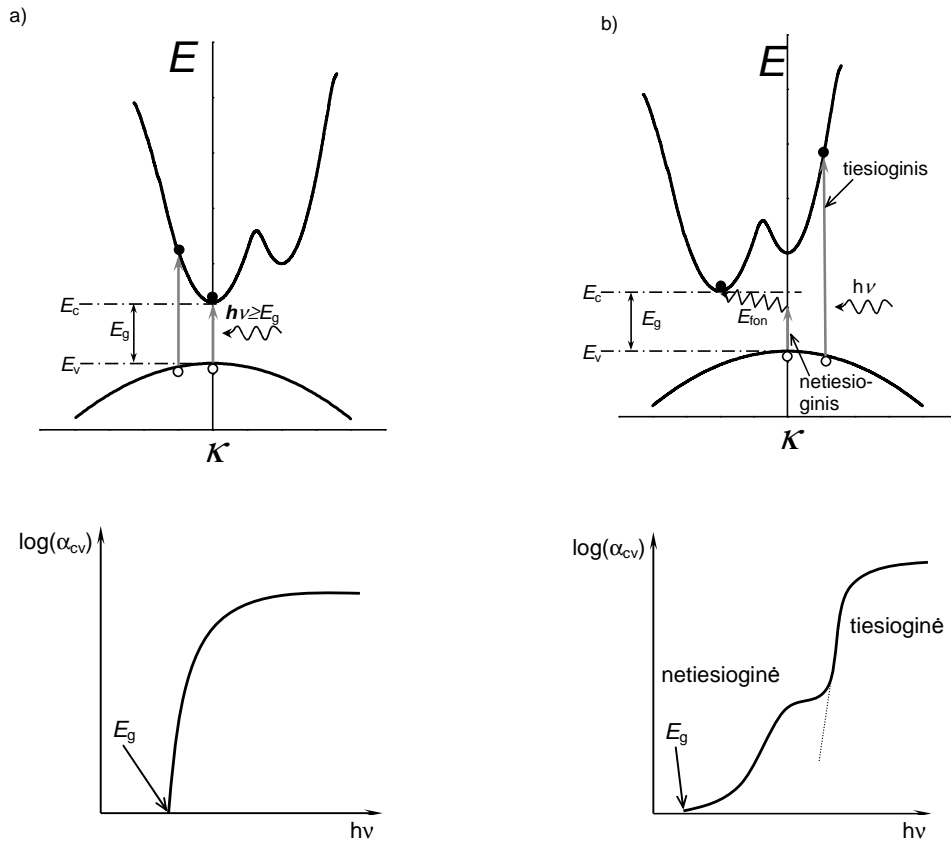 a)
E
E_c
E_g
hν≥E_g
E_v
κ
b)
E
tiesioginis
E_c
hν
E_g
E_fon
E_v
netiesio-
ginis
κ
log(α_cv)
E_g
hν
log(α_cv)
tiesioginė
netiesioginė
E_g
hν